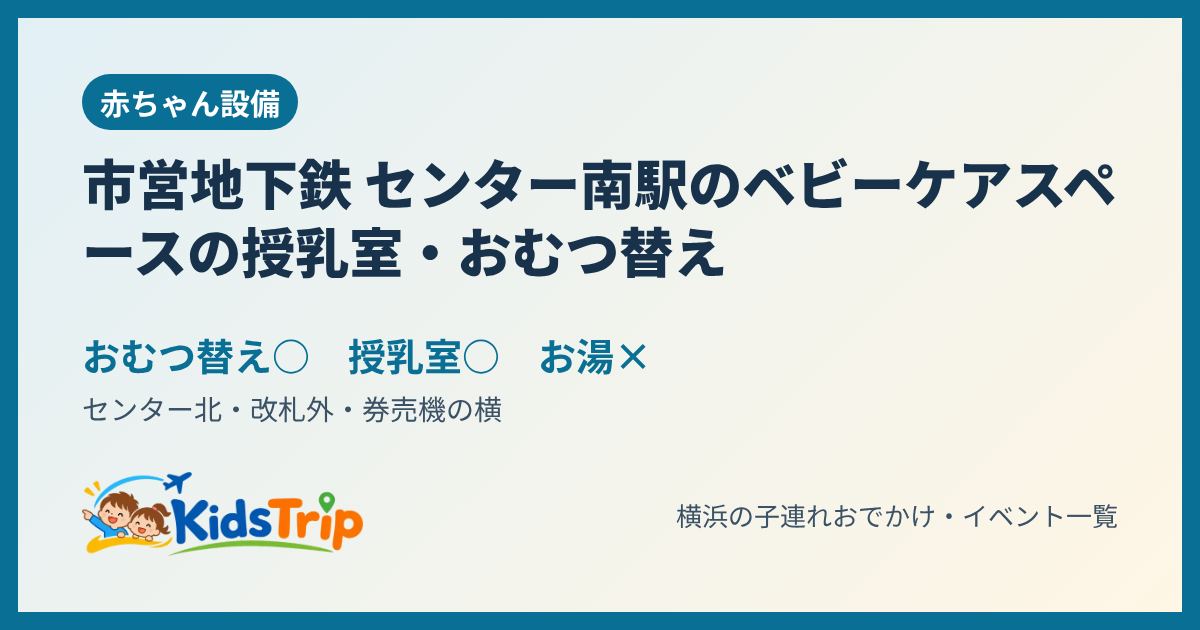 赤ちゃん設備
市営地下鉄 センター南駅のベビーケアスペ
ースの授乳室・おむつ替え
おむつ替え○ 授乳室○ お湯×
センター北・改札外・券売機の横
KidsTrip
横浜の子連れおでかけ・イベント一覧